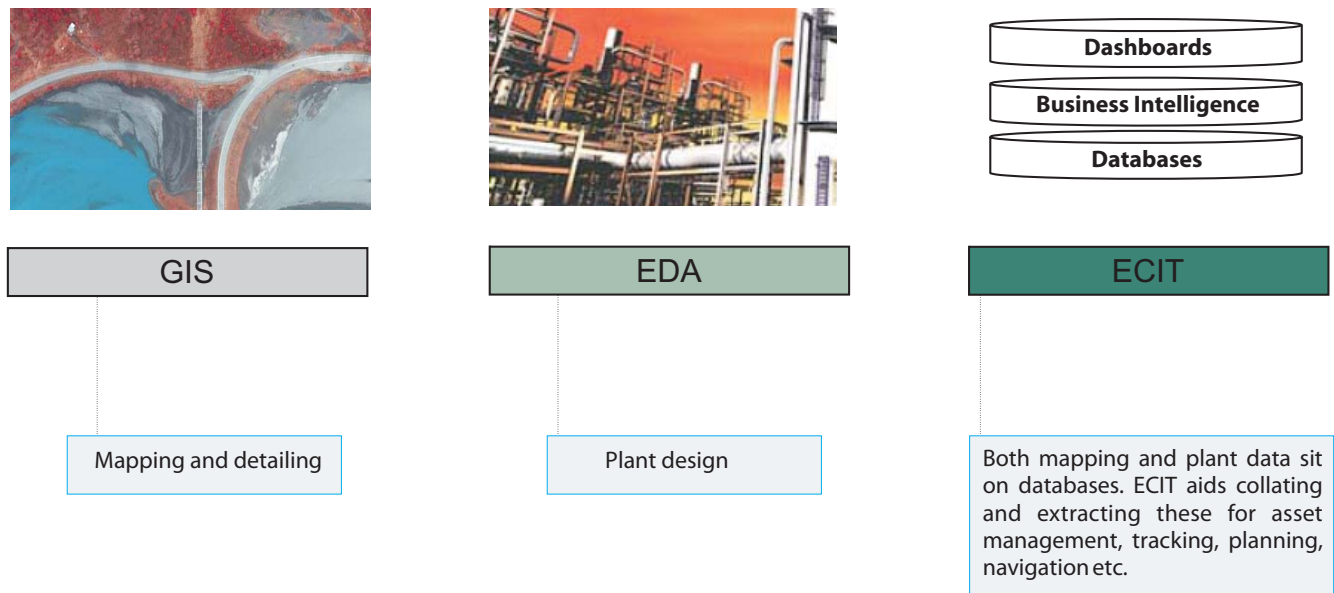 Dashboards
Business Intelligence
Databases
GIS
EDA
ECIT
Mapping and detailing
Plant design
Both mapping and plant data sit
on databases. ECIT aids collating
and extracting these for asset
management, tracking, planning,
navigation etc.